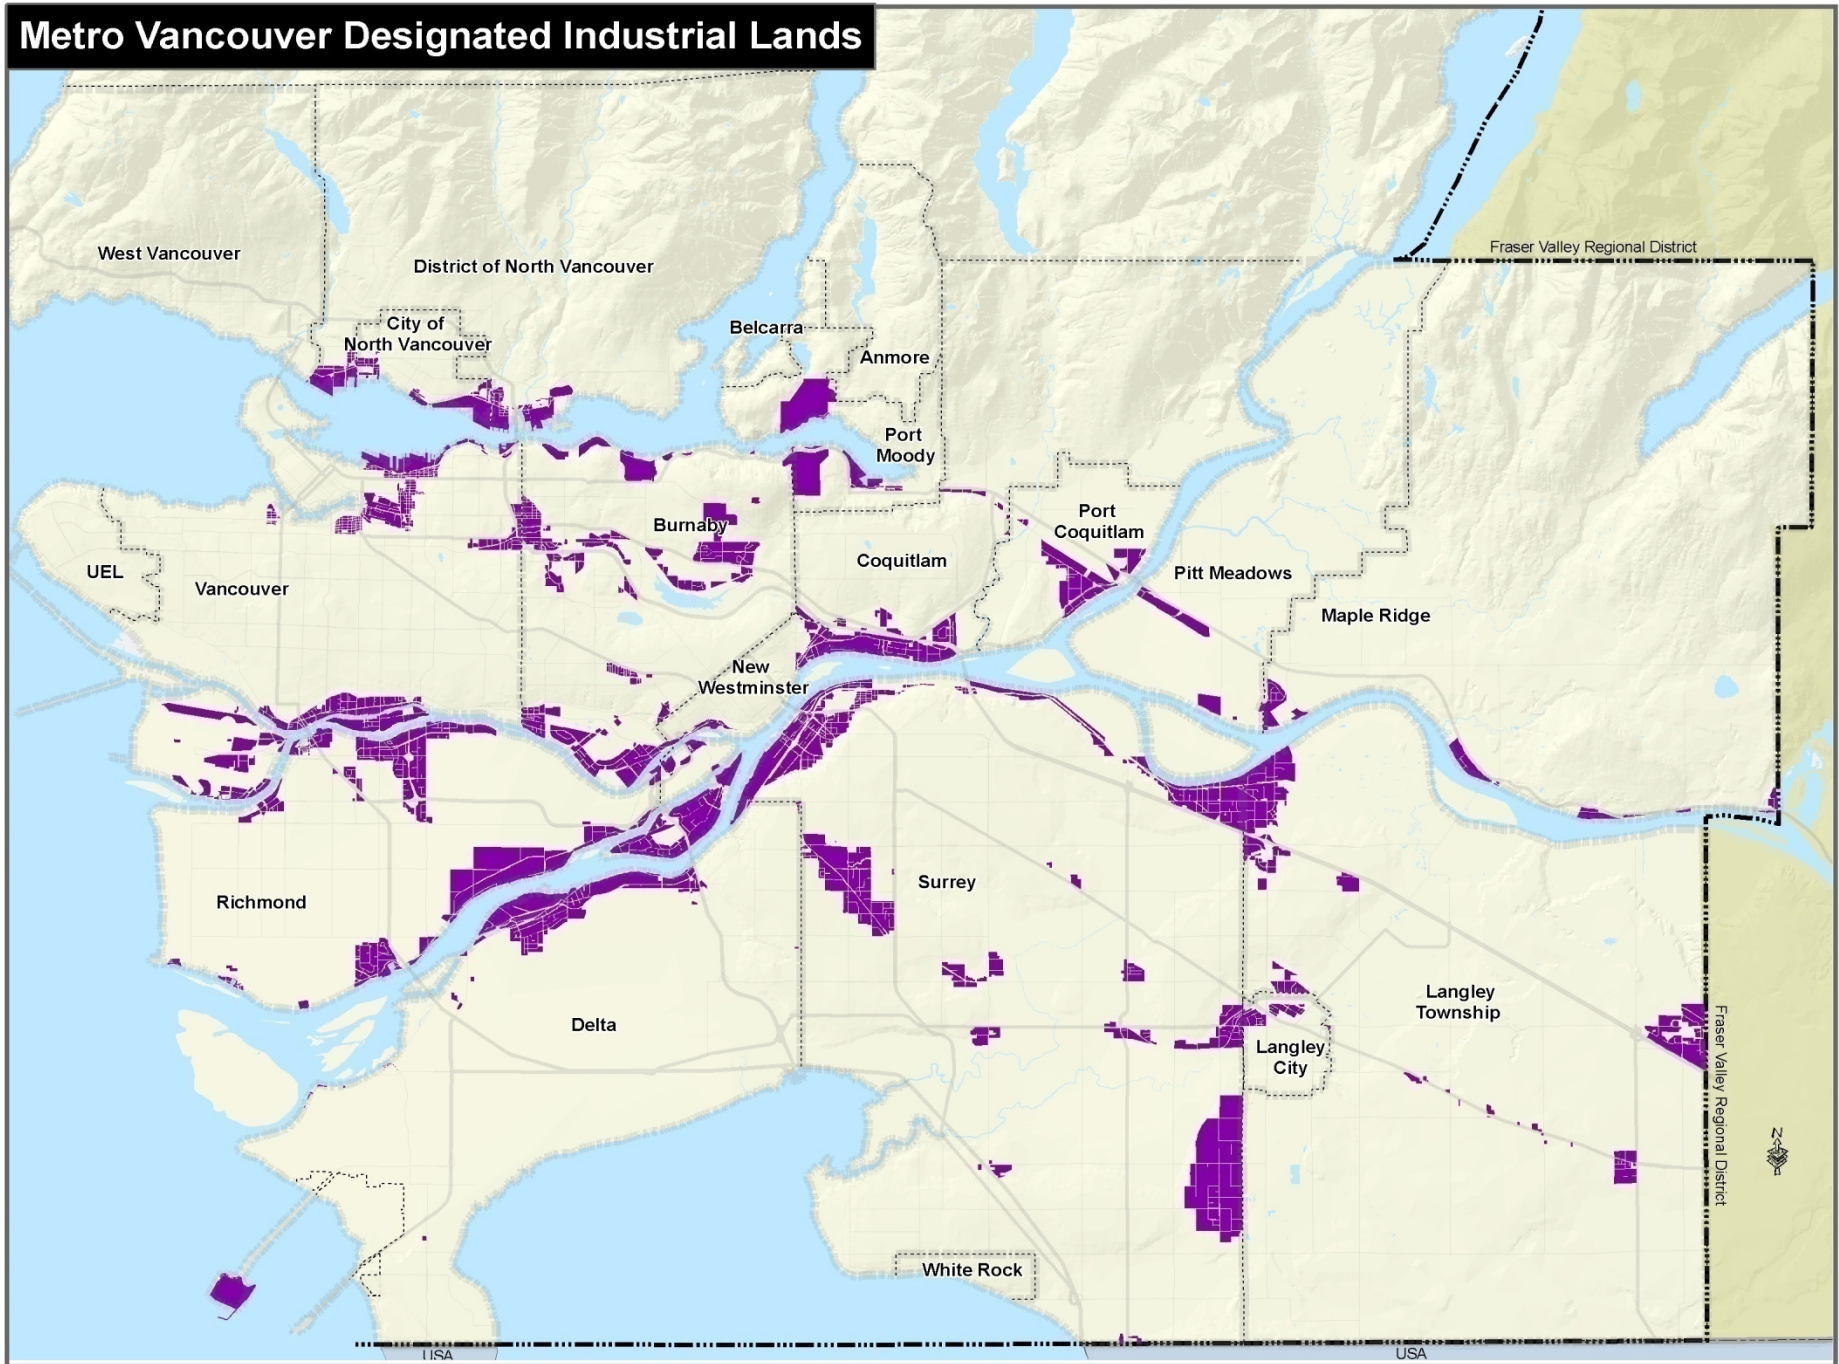 Metro Vancouver Designated Industrial Lands
Fraser Valley Regional District
West Vancouver
District of North Vancouver
City of
North Vancouver
Belcarra
Anmore
Port
Moody
Port
Coquitlam
Burnaby
Coquitlam
UEL
Vancouver
Pitt Meadows
Maple Ridge
New
Westminster
Richmond
Surrey
Delta
Langley
Township
Langley
City
Fraser Valley Regional District
N
White Rock
USA
USA